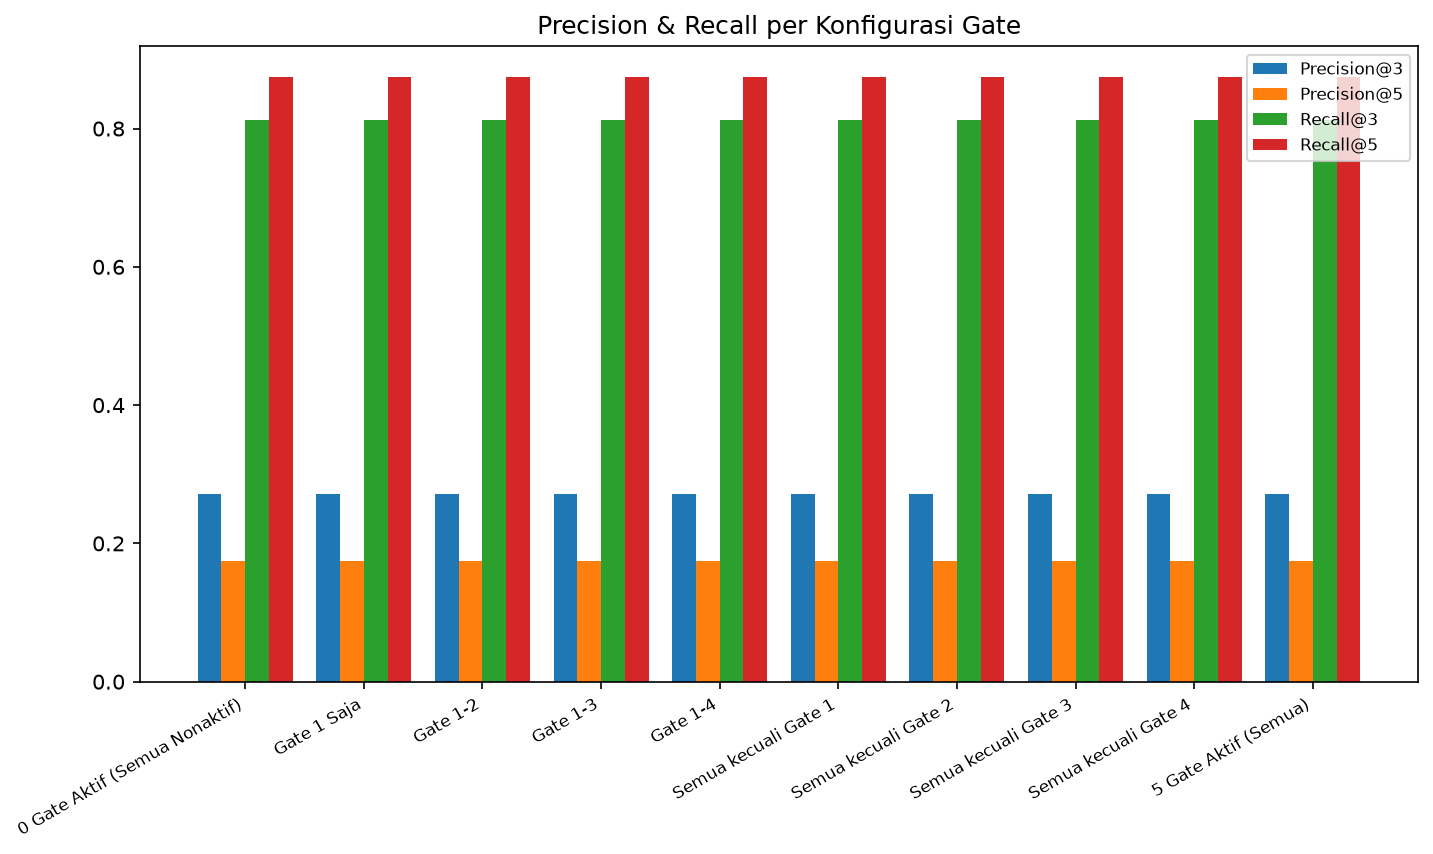 Precision & Recall per Konfigurasi Gate
Precision@3
Precision@5
Recall@3
Recall@5
0.8
0.6
0.4
0.2
0.0
0 Gate Aktif (Semua Nonaktif)
Gate 1 Saja
Gate 1-2
Gate 1-3
Gate 1-4
Semua kecuali Gate 1
Semua kecuali Gate 2
Semua kecuali Gate 3
Semua kecuali Gate 4
5 Gate Aktif (Semua)